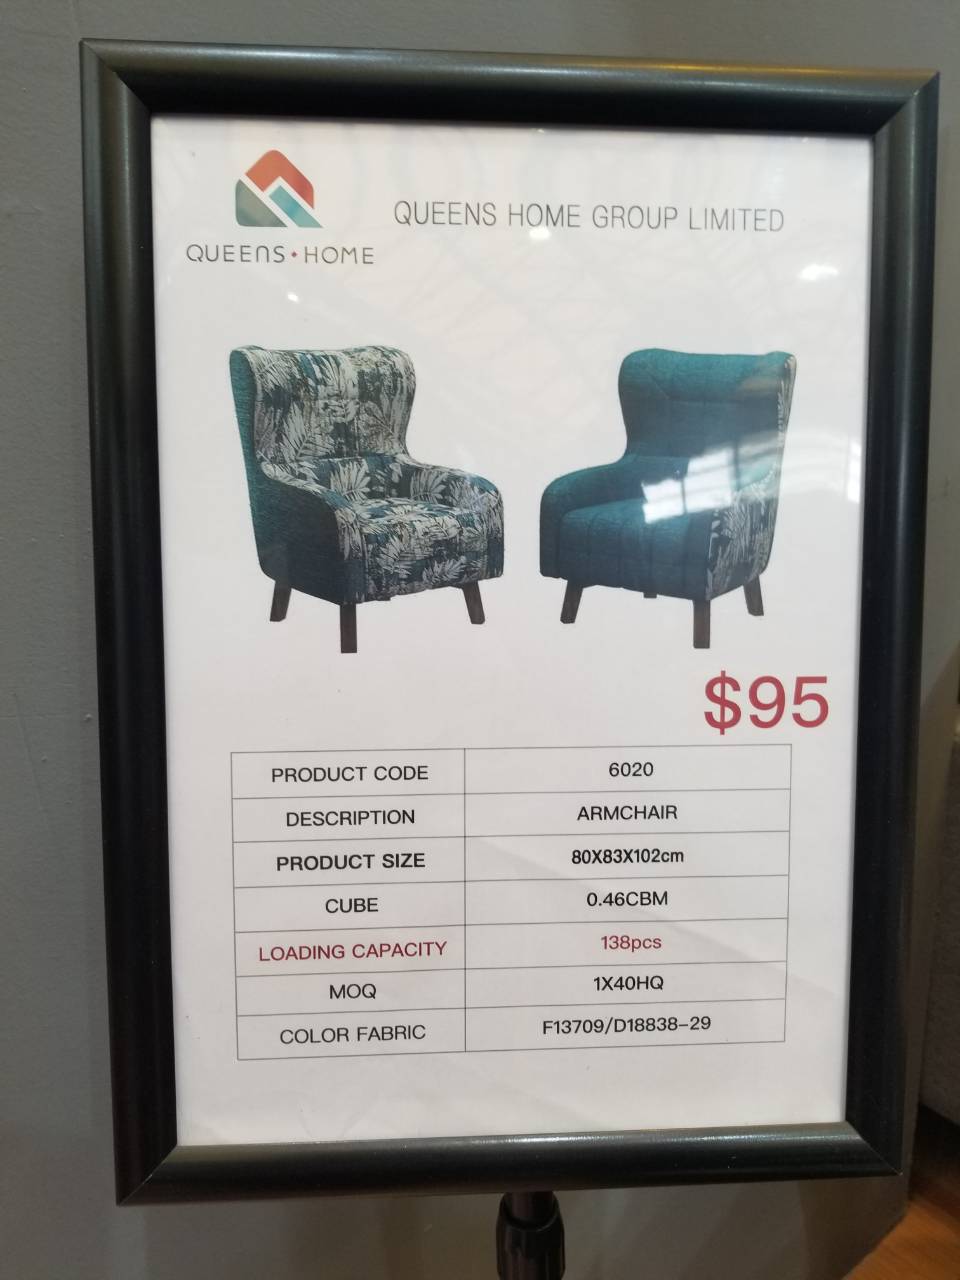 QUEENS HOME GROUP LIMITED
QUEENS • HOME
$95
PRODUCT CODE 6020
DESCRIPTION ARMCHAIR
PRODUCT SIZE 80X83X102cm
CUBE 0.46CBM
LOADING CAPACITY 138pcs
MOQ 1X40HQ
COLOR FABRIC F13709/D18838-29